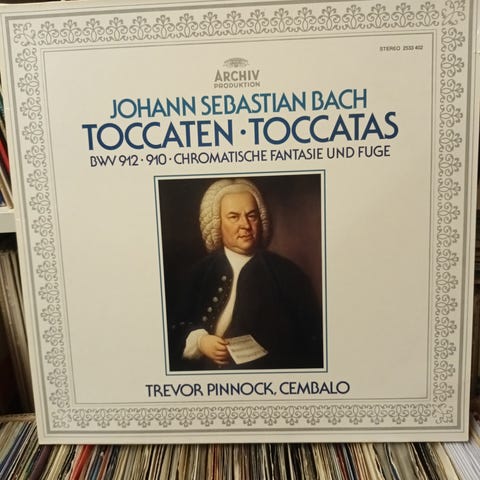 STEREO 2533 402
ARCHIV
PRODUKTION
JOHANN SEBASTIAN BACH
TOCCATEN · TOCCATAS
BWV 912 · 910 · CHROMATISCHE FANTASIE UND FUGE
TREVOR PINNOCK, CEMBALO